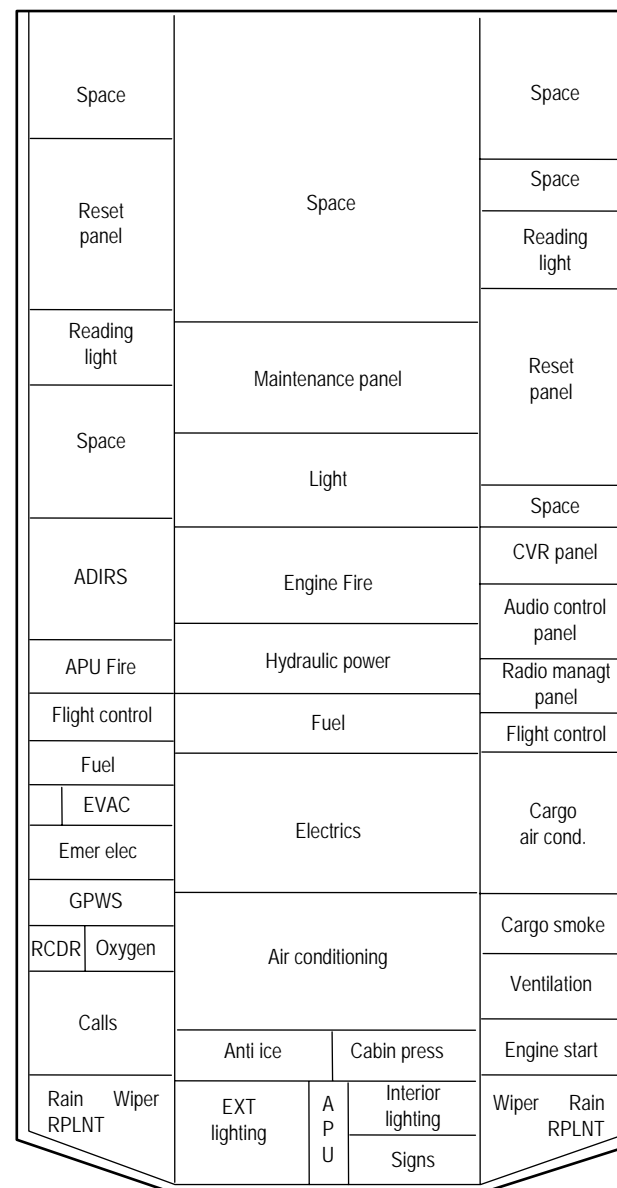 Space
Reset
panel
Reading
light
Space
ADIRS
APU Fire
Flight control
Fuel
EVAC
Emer elec
GPWS
RCDR Oxygen
Calls
Rain Wiper
RPLNT
Space
Maintenance panel
Light
Engine Fire
Hydraulic power
Fuel
Electrics
Air conditioning
Anti ice Cabin press
EXT
lighting
A
P
U
Interior
lighting
Signs
Space
Space
Reading
light
Reset
panel
Space
CVR panel
Audio control
panel
Radio managt
panel
Flight control
Cargo
air cond.
Cargo smoke
Ventilation
Engine start
Wiper Rain
RPLNT